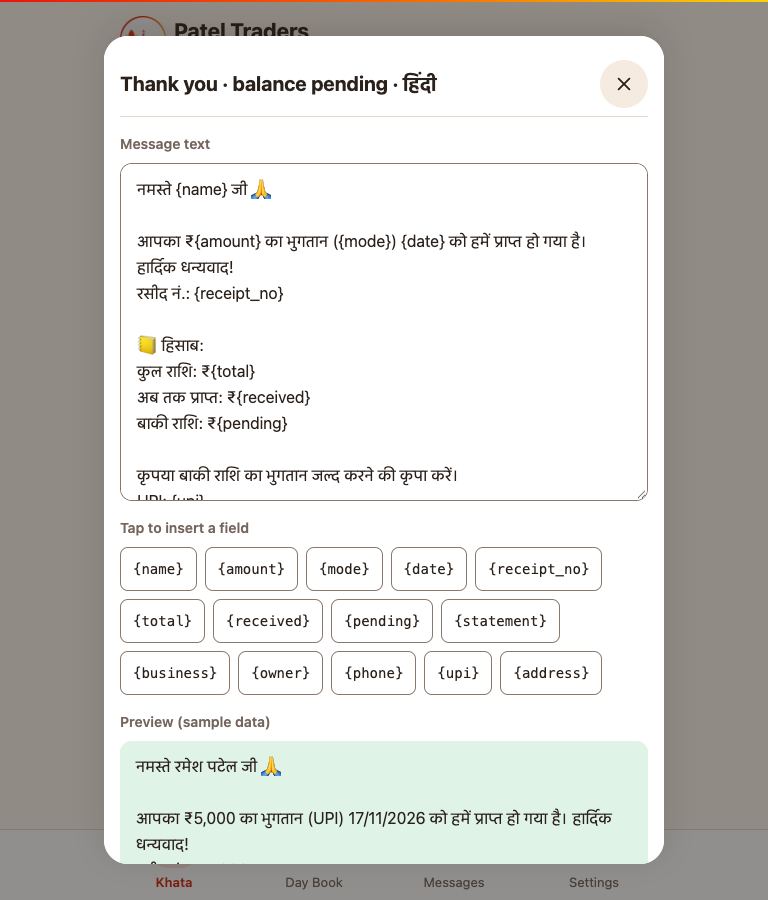 Patel Traders
Thank you · balance pending · हिंदी
Message text
नमस्ते {name} जी 🙏
आपका ₹{amount} का भुगतान ({mode}) {date} को हमें प्राप्त हो गया है।
हार्दिक धन्यवाद!
रसीद नं.: {receipt_no}
📒 हिसाब:
कुल राशि: ₹{total}
अब तक प्राप्त: ₹{received}
बाकी राशि: ₹{pending}
कृपया बाकी राशि का भुगतान जल्द करने की कृपा करें।
UPI: {upi}
Tap to insert a field
{name} {amount} {mode} {date} {receipt_no}
{total} {received} {pending} {statement}
{business} {owner} {phone} {upi} {address}
Preview (sample data)
नमस्ते रमेश पटेल जी 🙏
आपका ₹5,000 का भुगतान (UPI) 17/11/2026 को हमें प्राप्त हो गया है। हार्दिक
धन्यवाद!
Khata Day Book Messages Settings